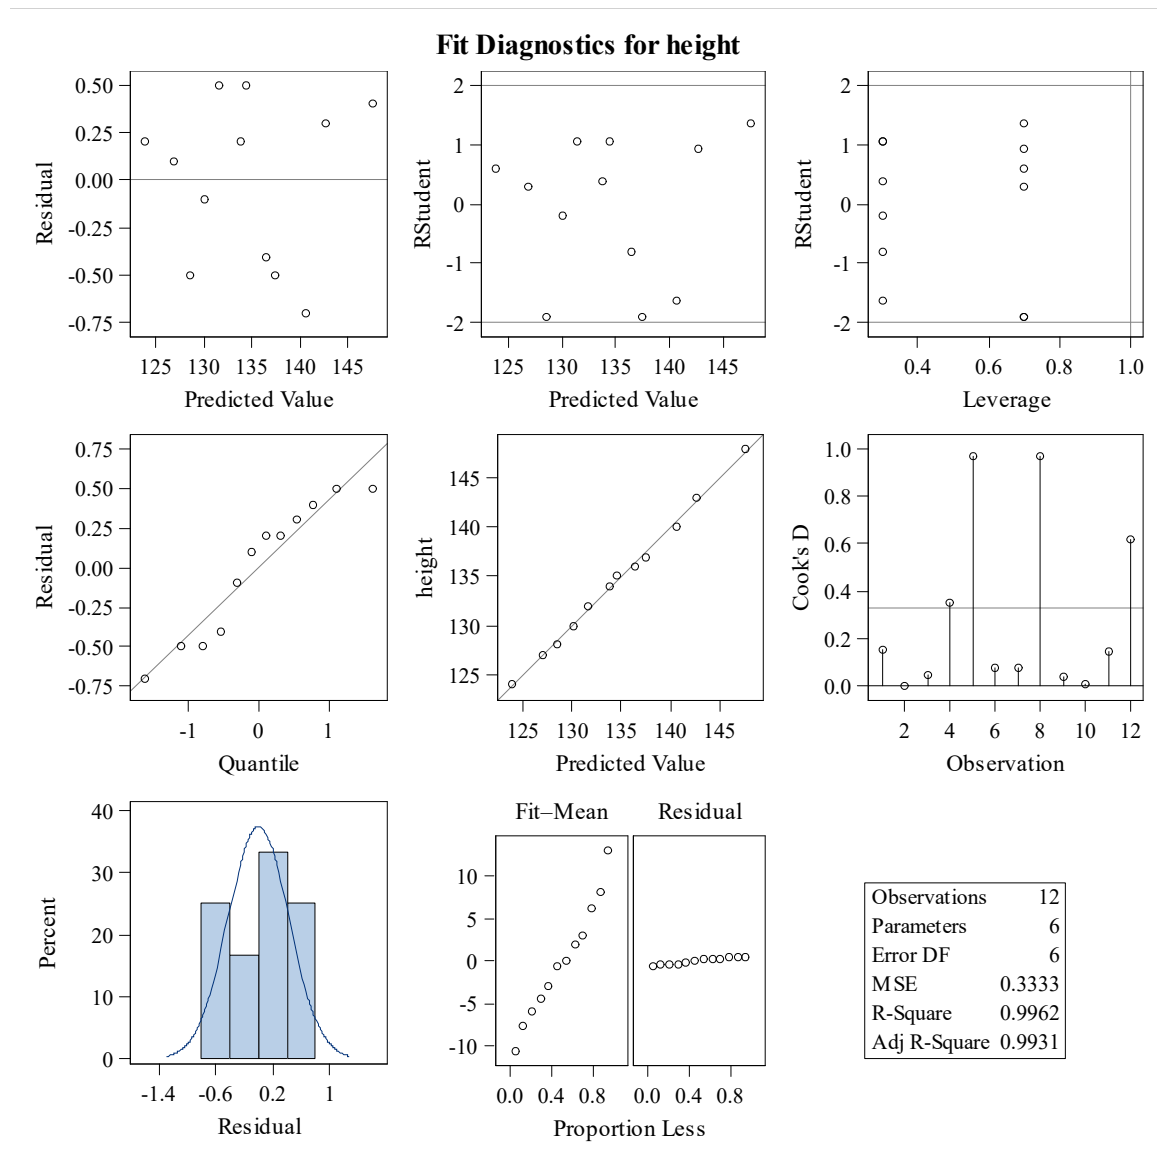 Fit Diagnostics for height
0.50
0.25
0.00
-0.25
-0.50
-0.75
Residual
125 130 135 140 145
Predicted Value
2
1
0
-1
-2
RStudent
125 130 135 140 145
Predicted Value
2
1
0
-1
-2
RStudent
0.4 0.6 0.8 1.0
Leverage
0.75
0.50
0.25
0.00
-0.25
-0.50
-0.75
Residual
-1 0 1
Quantile
145
140
135
130
125
height
125 130 135 140 145
Predicted Value
1.0
0.8
0.6
0.4
0.2
0.0
Cook's D
2 4 6 8 10 12
Observation
40
30
20
10
0
Percent
-1.4 -0.6 0.2 1
Residual
Fit–Mean Residual
10
5
0
-5
-10
0.0 0.4 0.8 0.0 0.4 0.8
Proportion Less
Observations 12
Parameters 6
Error DF 6
MSE 0.3333
R-Square 0.9962
Adj R-Square 0.9931